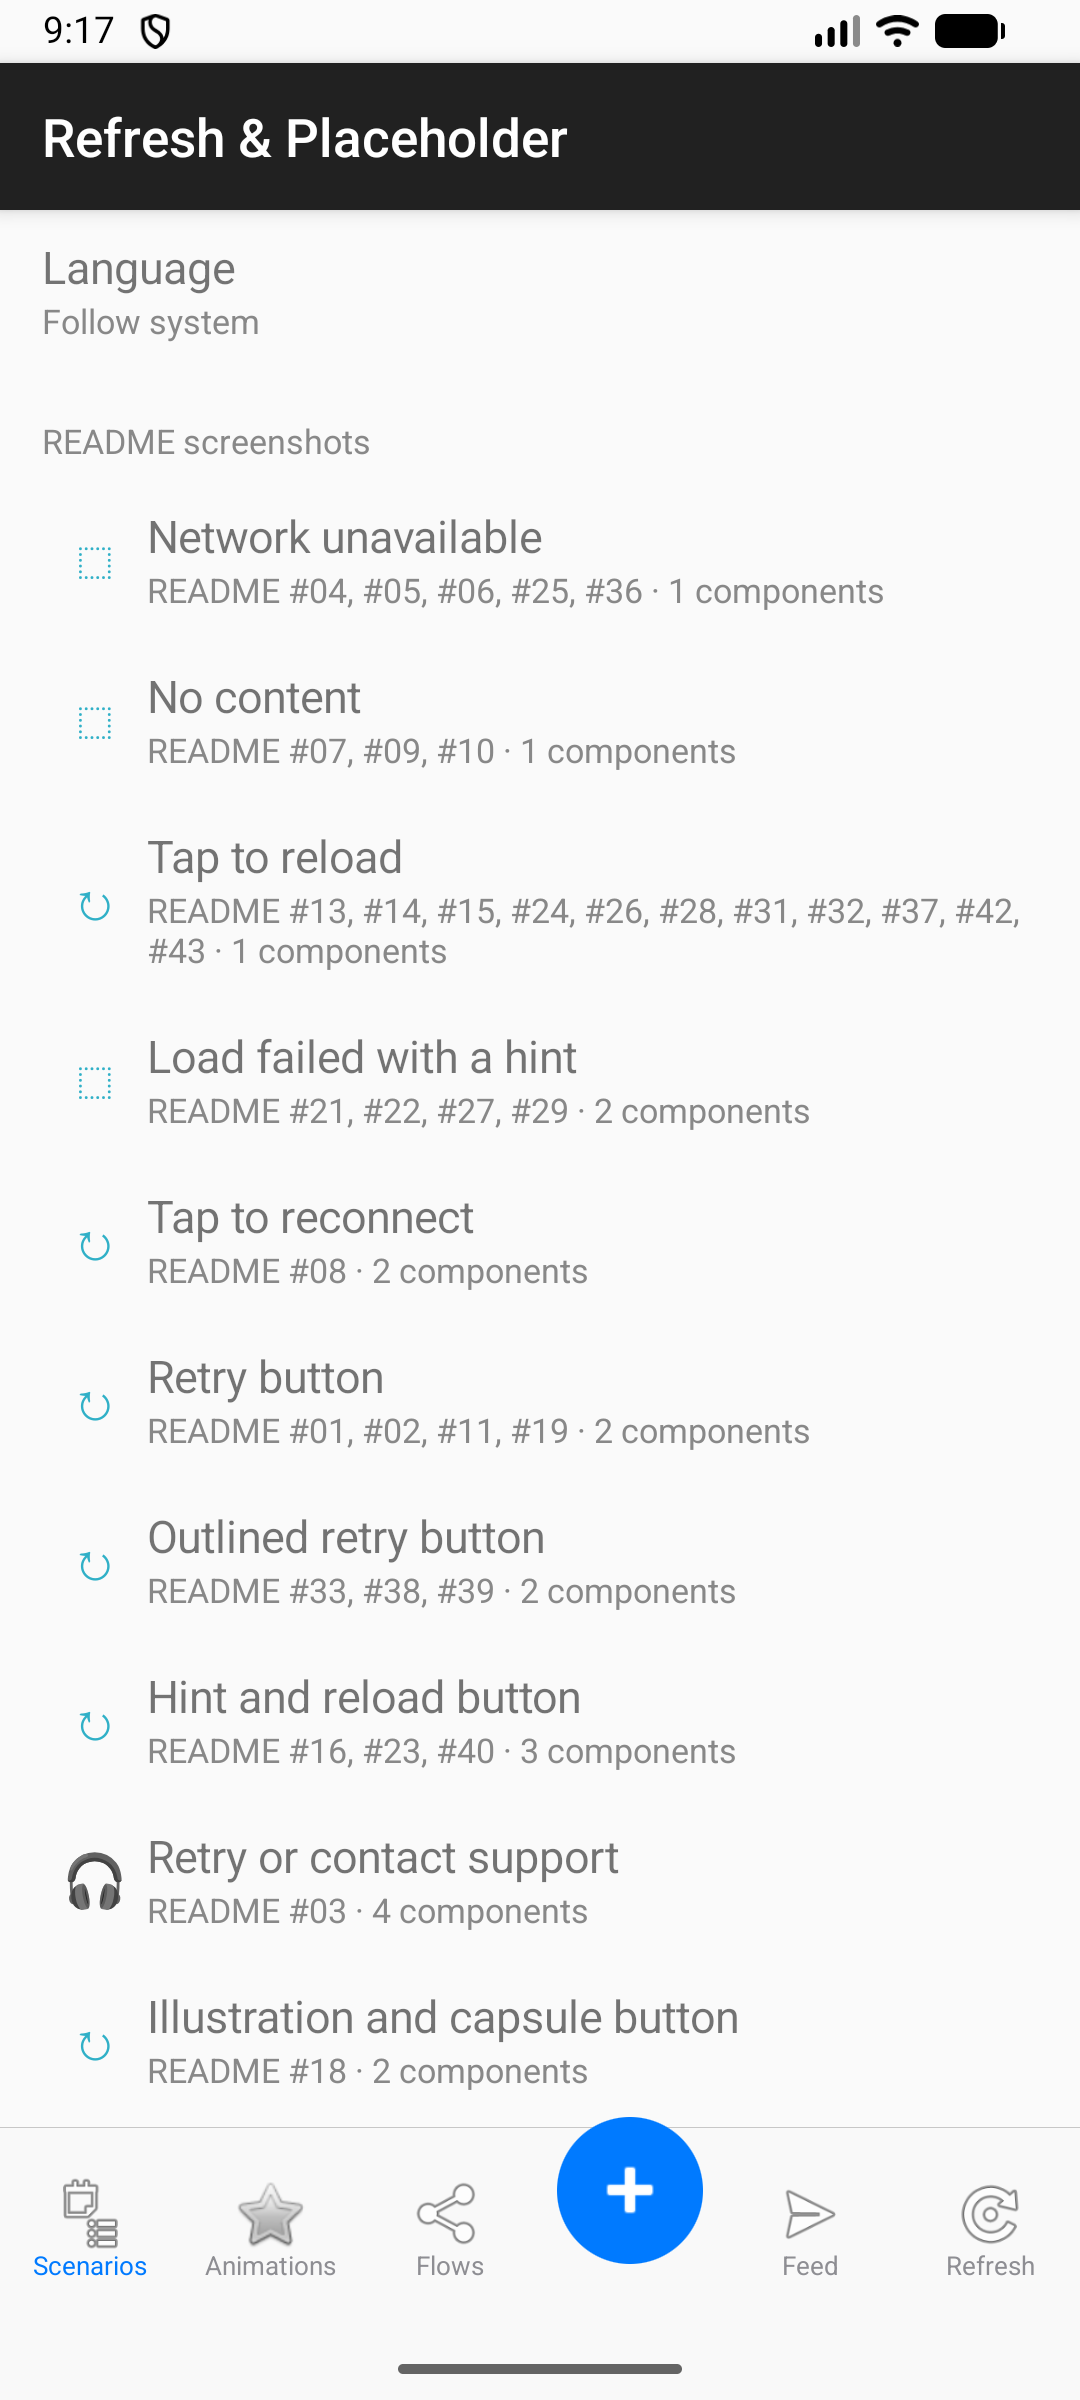 9:17
Refresh & Placeholder
Language
Follow system
README screenshots
Network unavailable
README #04, #05, #06, #25, #36 · 1 components
No content
README #07, #09, #10 · 1 components
Tap to reload
README #13, #14, #15, #24, #26, #28, #31, #32, #37, #42,
#43 · 1 components
Load failed with a hint
README #21, #22, #27, #29 · 2 components
Tap to reconnect
README #08 · 2 components
Retry button
README #01, #02, #11, #19 · 2 components
Outlined retry button
README #33, #38, #39 · 2 components
Hint and reload button
README #16, #23, #40 · 3 components
Retry or contact support
README #03 · 4 components
Illustration and capsule button
README #18 · 2 components
Scenarios
Animations
Flows
Feed
Refresh